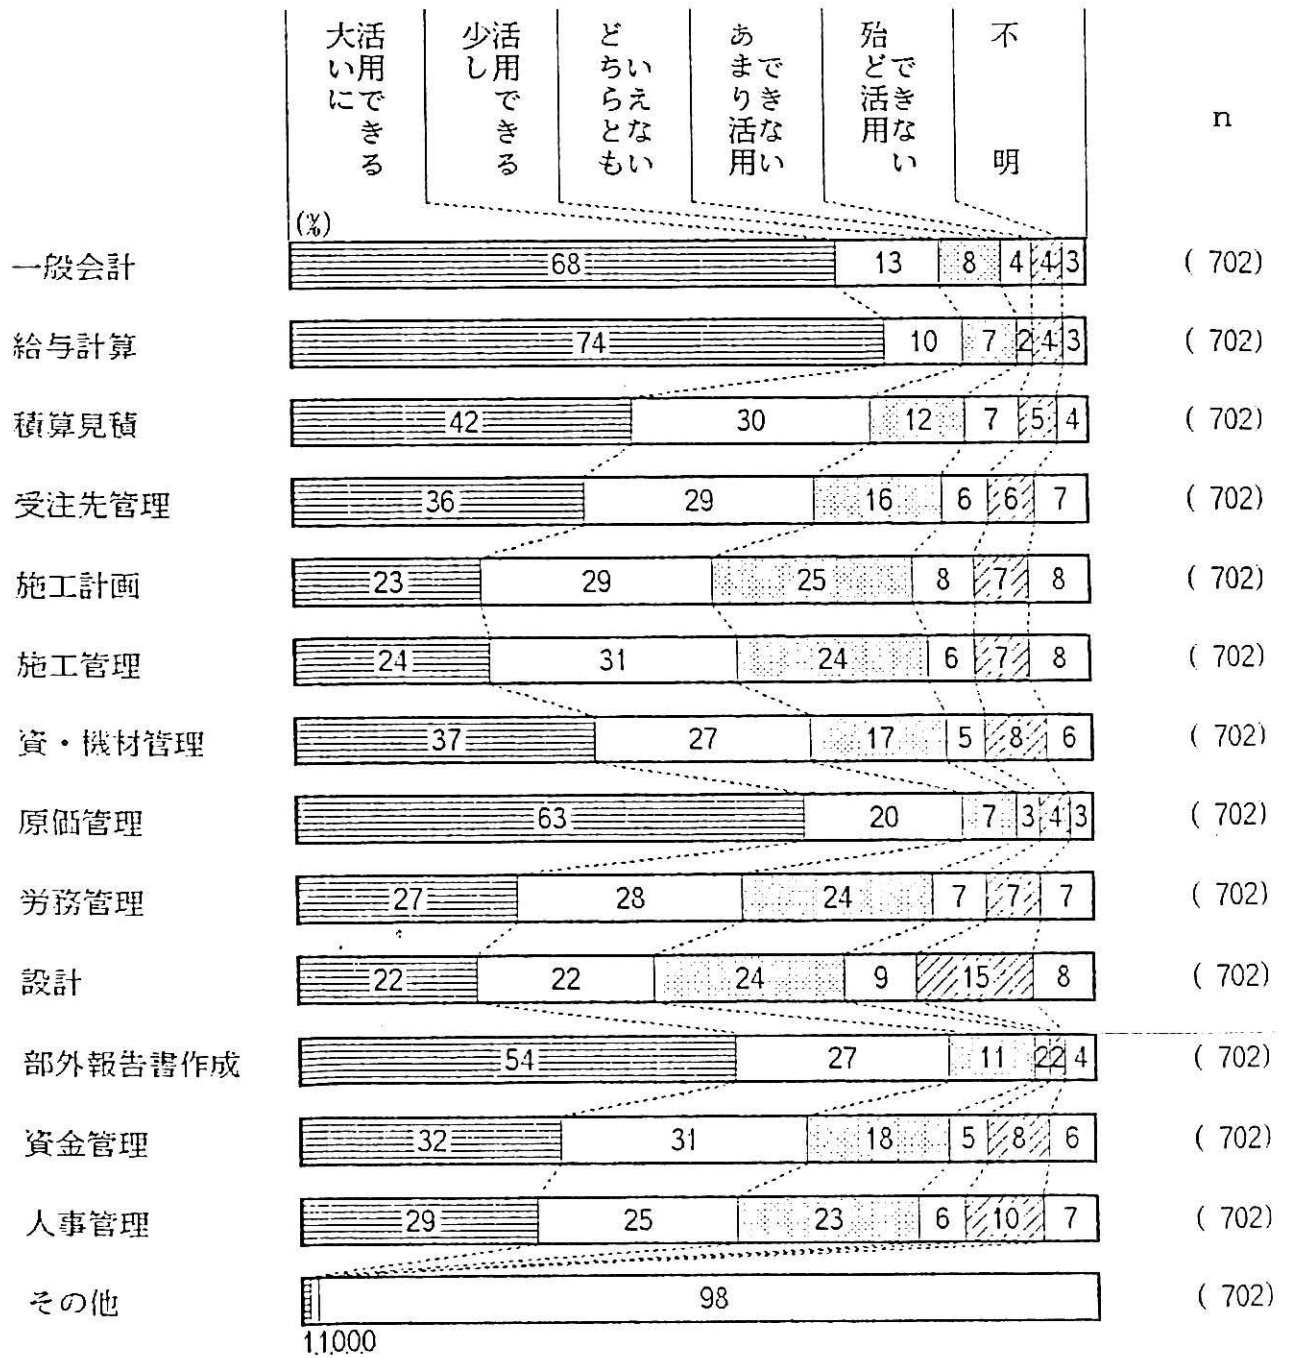 大いに
活用できる
少し
活用できる
どちらとも
いえない
あまり活用
できない
殆ど活用
できない
不明
n
(%)
一般会計 68 13 8 4 4 3 ( 702)
給与計算 74 10 7 2 4 3 ( 702)
積算見積 42 30 12 7 5 4 ( 702)
受注先管理 36 29 16 6 6 7 ( 702)
施工計画 23 29 25 8 7 8 ( 702)
施工管理 24 31 24 6 7 8 ( 702)
資・機材管理 37 27 17 5 8 6 ( 702)
原価管理 63 20 7 3 4 3 ( 702)
労務管理 27 28 24 7 7 7 ( 702)
設計 22 22 24 9 15 8 ( 702)
部外報告書作成 54 27 11 2 2 4 ( 702)
資金管理 32 31 18 5 8 6 ( 702)
人事管理 29 25 23 6 10 7 ( 702)
その他 98 ( 702)
1 1 0 0 0